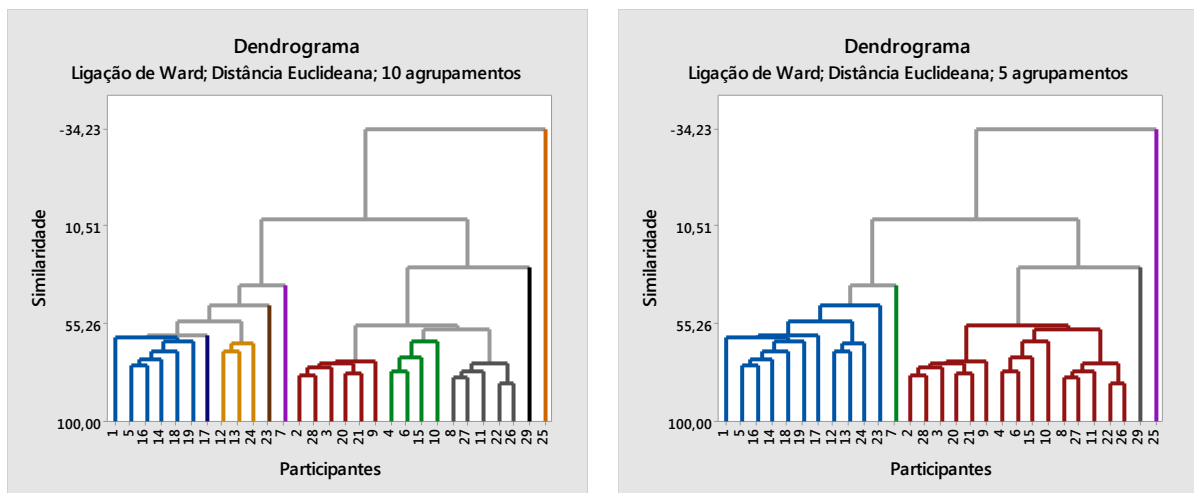 Dendrograma
Ligação de Ward; Distância Euclideana; 10 agrupamentos
-34,23
10,51
55,26
100,00
Similaridade
1 5 16 14 18 19 17 12 13 24 23 7 2 28 3 20 21 9 4 6 15 10 8 27 11 22 26 29 25
Participantes
Dendrograma
Ligação de Ward; Distância Euclideana; 5 agrupamentos
-34,23
10,51
55,26
100,00
Similaridade
1 5 16 14 18 19 17 12 13 24 23 7 2 28 3 20 21 9 4 6 15 10 8 27 11 22 26 29 25
Participantes